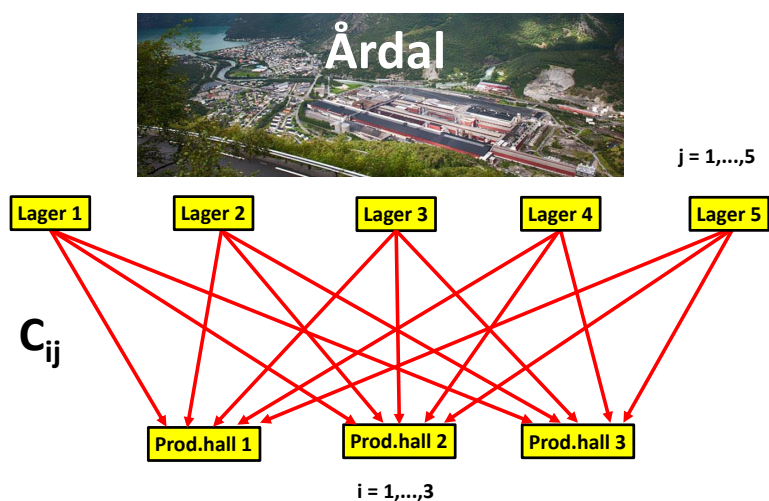 Årdal
j = 1,...,5
Lager 1
Lager 2
Lager 3
Lager 4
Lager 5
Cij
Prod.hall 1
Prod.hall 2
Prod.hall 3
i = 1,...,3